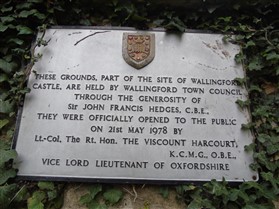 THESE GROUNDS, PART OF THE SITE OF WALLINGFORD
CASTLE, ARE HELD BY WALLINGFORD TOWN COUNCIL
THROUGH THE GENEROSITY OF
Sir JOHN FRANCIS HEDGES, C.B.E.,
THEY WERE OFFICIALLY OPENED TO THE PUBLIC
ON 21st MAY 1978 BY
Lt-Col, The Rt. Hon. THE VISCOUNT HARCOURT,
K.C.M.G., O.B.E.,
VICE LORD LIEUTENANT OF OXFORDSHIRE